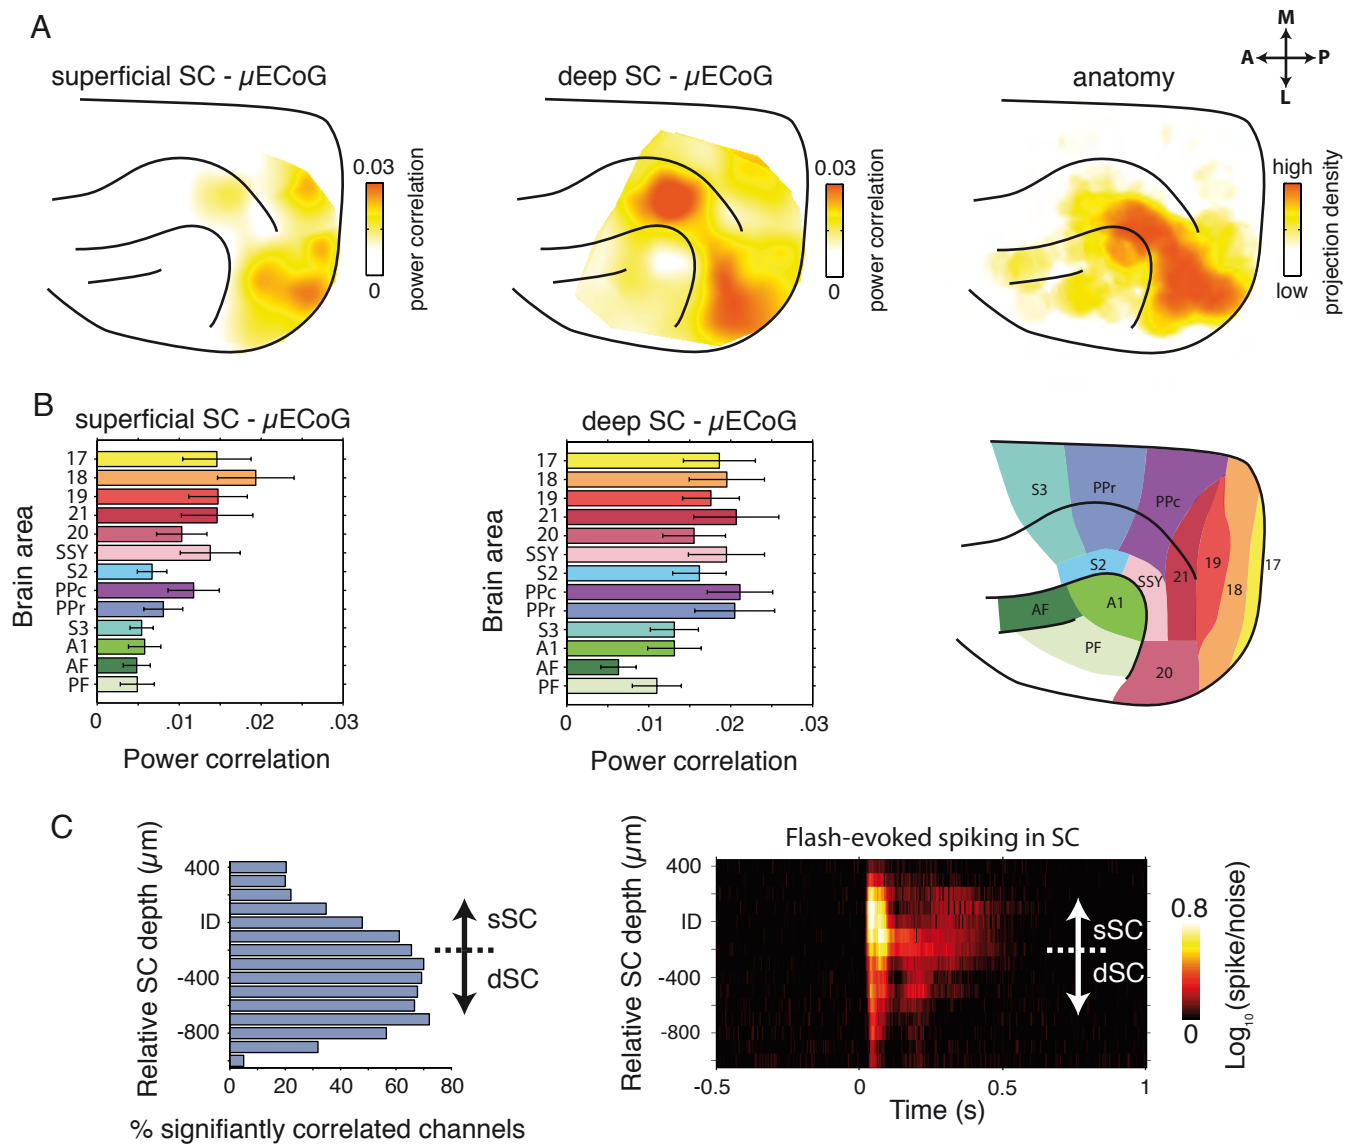 A
superficial SC - µECoG
0.03
0
power correlation
deep SC - µECoG
0.03
0
power correlation
anatomy
high
low
projection density
M
A
P
L
B
superficial SC - µECoG
Brain area
17
18
19
21
20
SSY
S2
PPc
PPr
S3
A1
AF
PF
0
.01
.02
.03
Power correlation
deep SC - µECoG
Brain area
17
18
19
21
20
SSY
S2
PPc
PPr
S3
A1
AF
PF
0
.01
.02
.03
Power correlation
S3
PPr
PPc
S2
SSY
21
19
18
17
AF
A1
PF
20
C
Relative SC depth (µm)
400
ID
-400
-800
sSC
dSC
0
20
40
60
80
% signifiantly correlated channels
Flash-evoked spiking in SC
Relative SC depth (µm)
400
ID
-400
-800
sSC
dSC
-0.5
0
0.5
1
Time (s)
0.8
0
Log₁₀ (spike/noise)